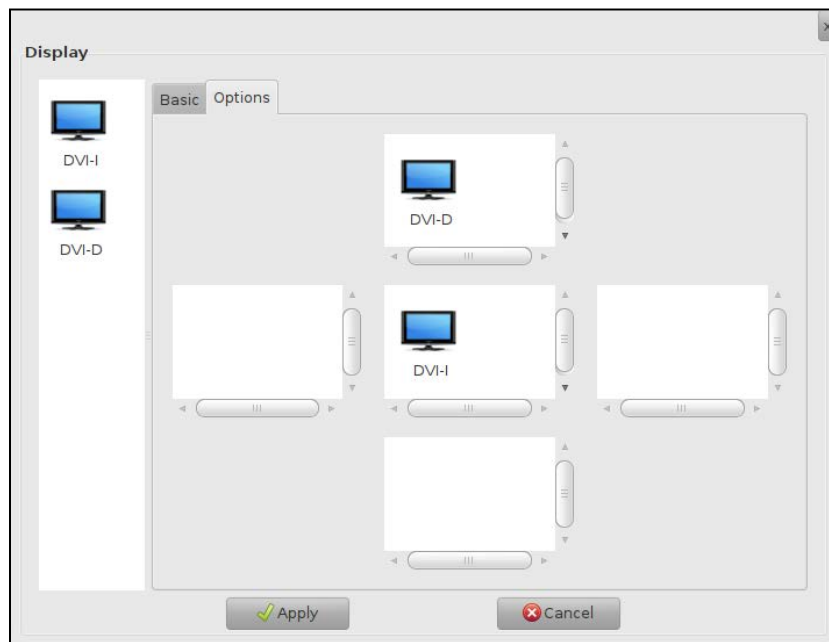 Display
DVI-I
DVI-D
Basic
Options
DVI-D
DVI-I
Apply
Cancel